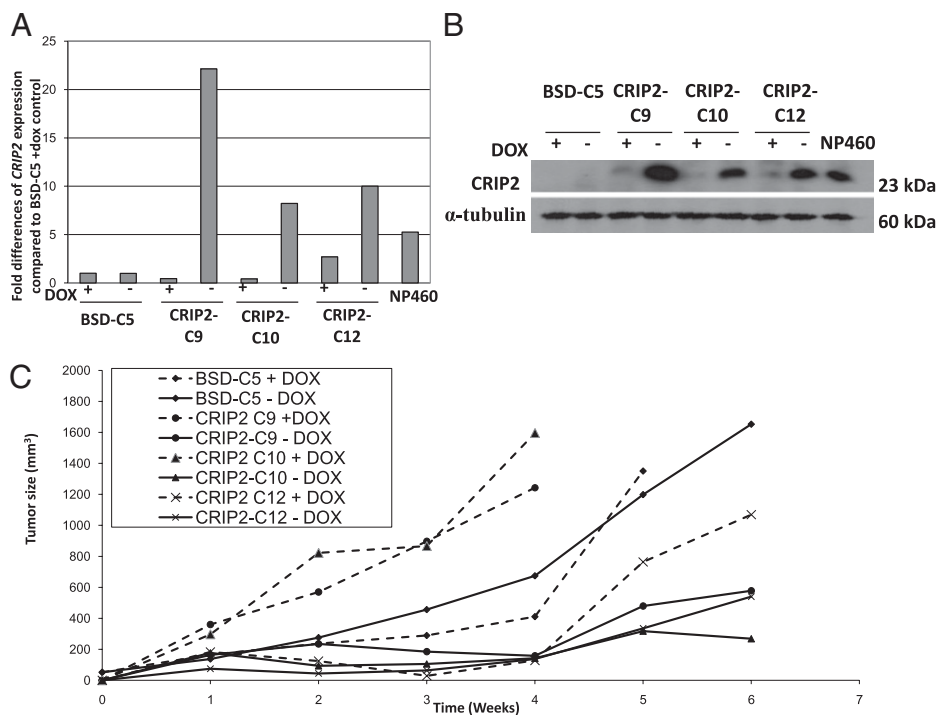 A
Fold differences of CRIP2 expression
compared to BSD-C5 +dox control
25
20
15
10
5
0
DOX + - + - + - + - NP460
BSD-C5 CRIP2- CRIP2- CRIP2-
C9 C10 C12
B
BSD-C5 CRIP2- CRIP2- CRIP2-
C9 C10 C12 NP460
DOX + - + - + - + -
CRIP2 23 kDa
α-tubulin 60 kDa
C
Tumor size (mm³)
2000
1800
1600
1400
1200
1000
800
600
400
200
0
BSD-C5 + DOX
BSD-C5 - DOX
CRIP2 C9 +DOX
CRIP2-C9 - DOX
CRIP2 C10 + DOX
CRIP2-C10 - DOX
CRIP2 C12 + DOX
CRIP2-C12 - DOX
0 1 2 3 4 5 6 7
Time (Weeks)